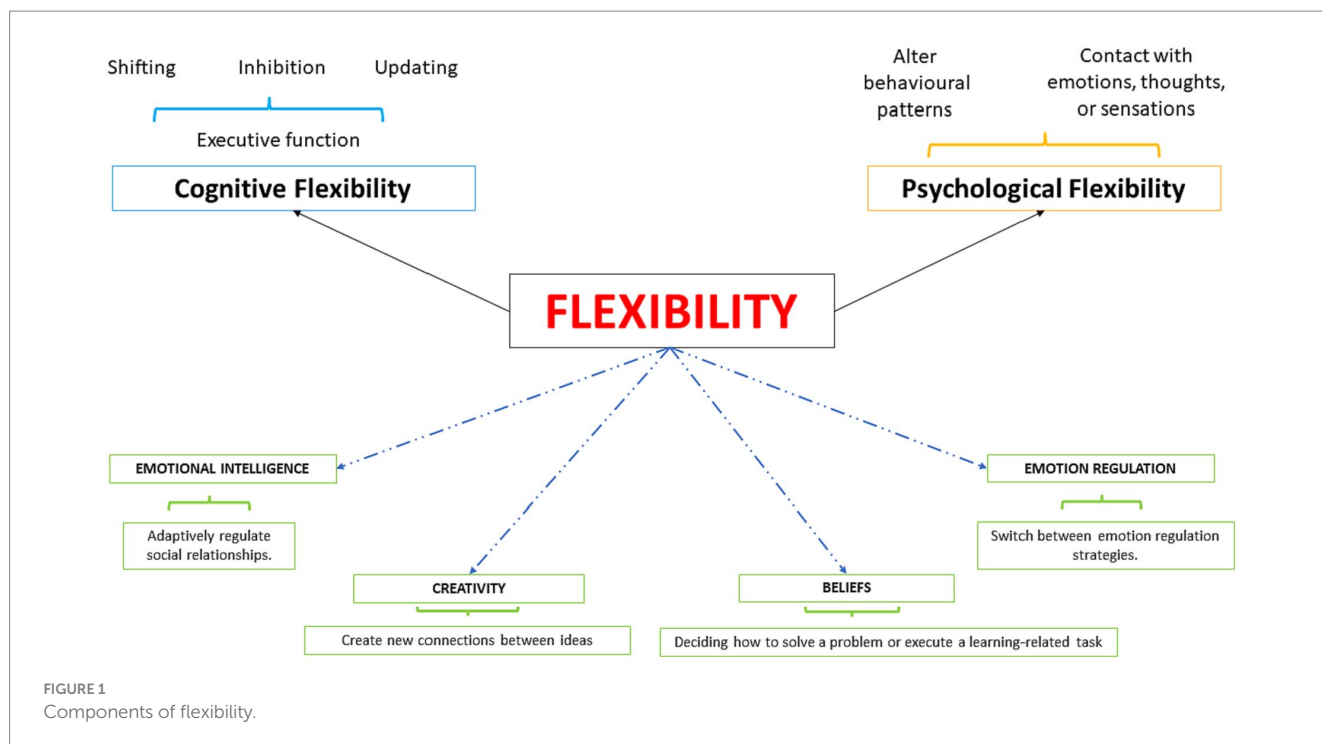 Shifting Inhibition Updating
Executive function
Cognitive Flexibility
Alter
behavioural
patterns
Contact with
emotions, thoughts,
or sensations
Psychological Flexibility
FLEXIBILITY
EMOTIONAL INTELLIGENCE
Adaptively regulate
social relationships.
CREATIVITY
Create new connections between ideas
BELIEFS
Deciding how to solve a problem or execute a learning-related task
EMOTION REGULATION
Switch between emotion regulation
strategies.
FIGURE 1
Components of flexibility.